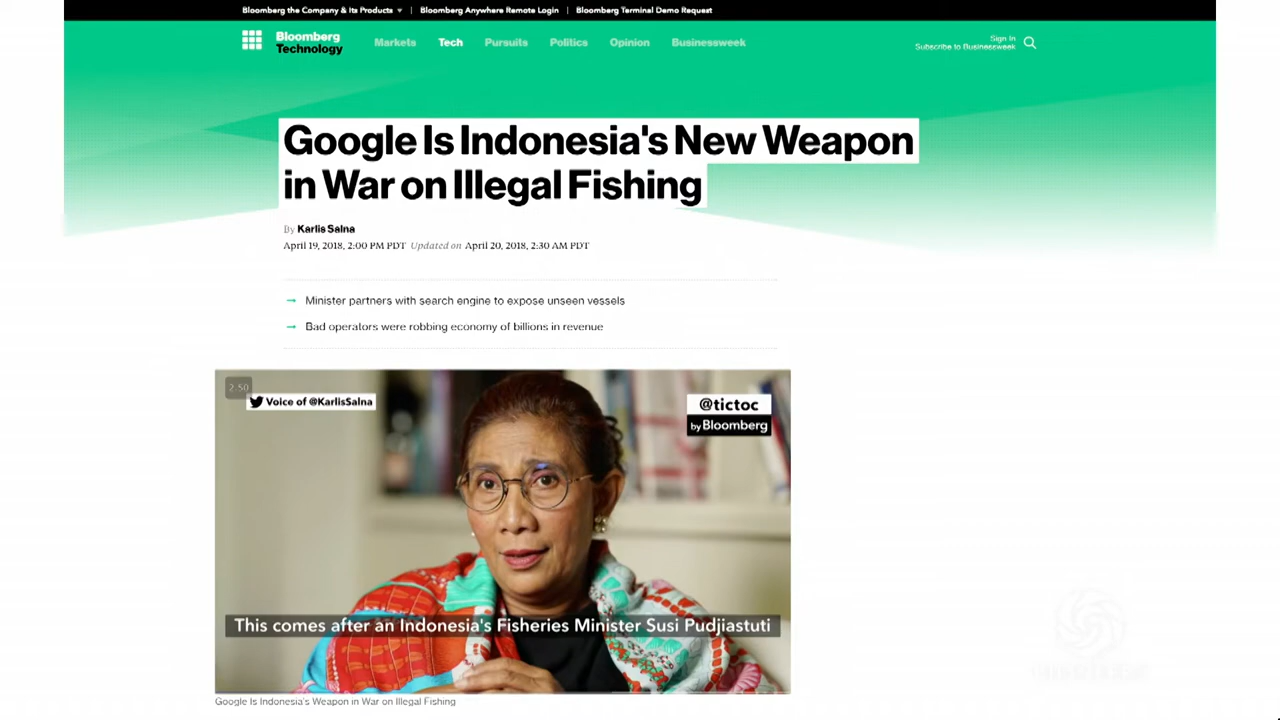 Bloomberg the Company & Its Products
Bloomberg Anywhere Remote Login
Bloomberg Terminal Demo Request
Bloomberg
Technology
Markets
Tech
Pursuits
Politics
Opinion
Businessweek
Sign In
Subscribe to Businessweek
Google Is Indonesia's New Weapon
in War on Illegal Fishing
By Karlis Salna
April 19, 2018, 2:00 PM PDT Updated on April 20, 2018, 2:30 AM PDT
Minister partners with search engine to expose unseen vessels
Bad operators were robbing economy of billions in revenue
2:50
Voice of @KarlisSalna
@tictoc
by Bloomberg
This comes after an Indonesia's Fisheries Minister Susi Pudjiastuti
Google Is Indonesia's Weapon in War on Illegal Fishing